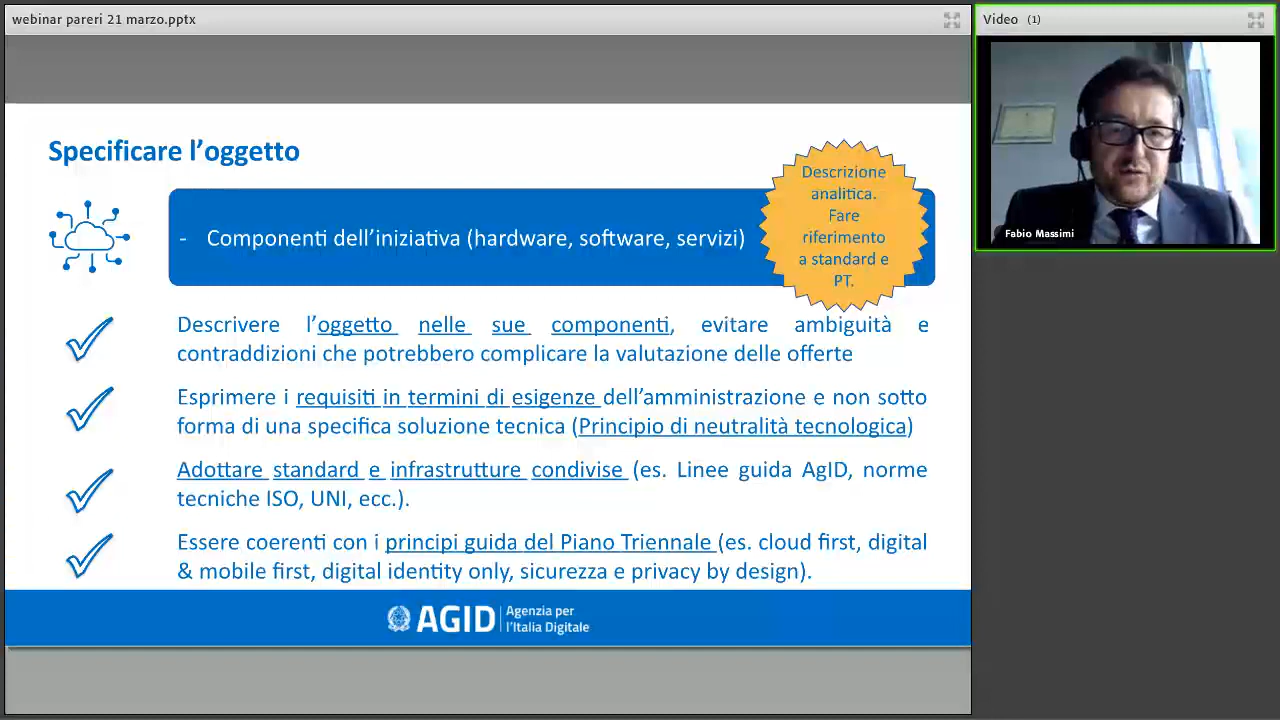 webinar pareri 21 marzo.pptx
Video (1)
Fabio Massimi
Specificare l'oggetto
- Componenti dell'iniziativa (hardware, software, servizi)
Descrizione
analitica.
Fare
riferimento
a standard e
PT.
Descrivere l'oggetto nelle sue componenti, evitare ambiguità e
contraddizioni che potrebbero complicare la valutazione delle offerte
Esprimere i requisiti in termini di esigenze dell'amministrazione e non sotto
forma di una specifica soluzione tecnica (Principio di neutralità tecnologica)
Adottare standard e infrastrutture condivise (es. Linee guida AgID, norme
tecniche ISO, UNI, ecc.).
Essere coerenti con i principi guida del Piano Triennale (es. cloud first, digital
& mobile first, digital identity only, sicurezza e privacy by design).
AGID
Agenzia per
l'Italia Digitale